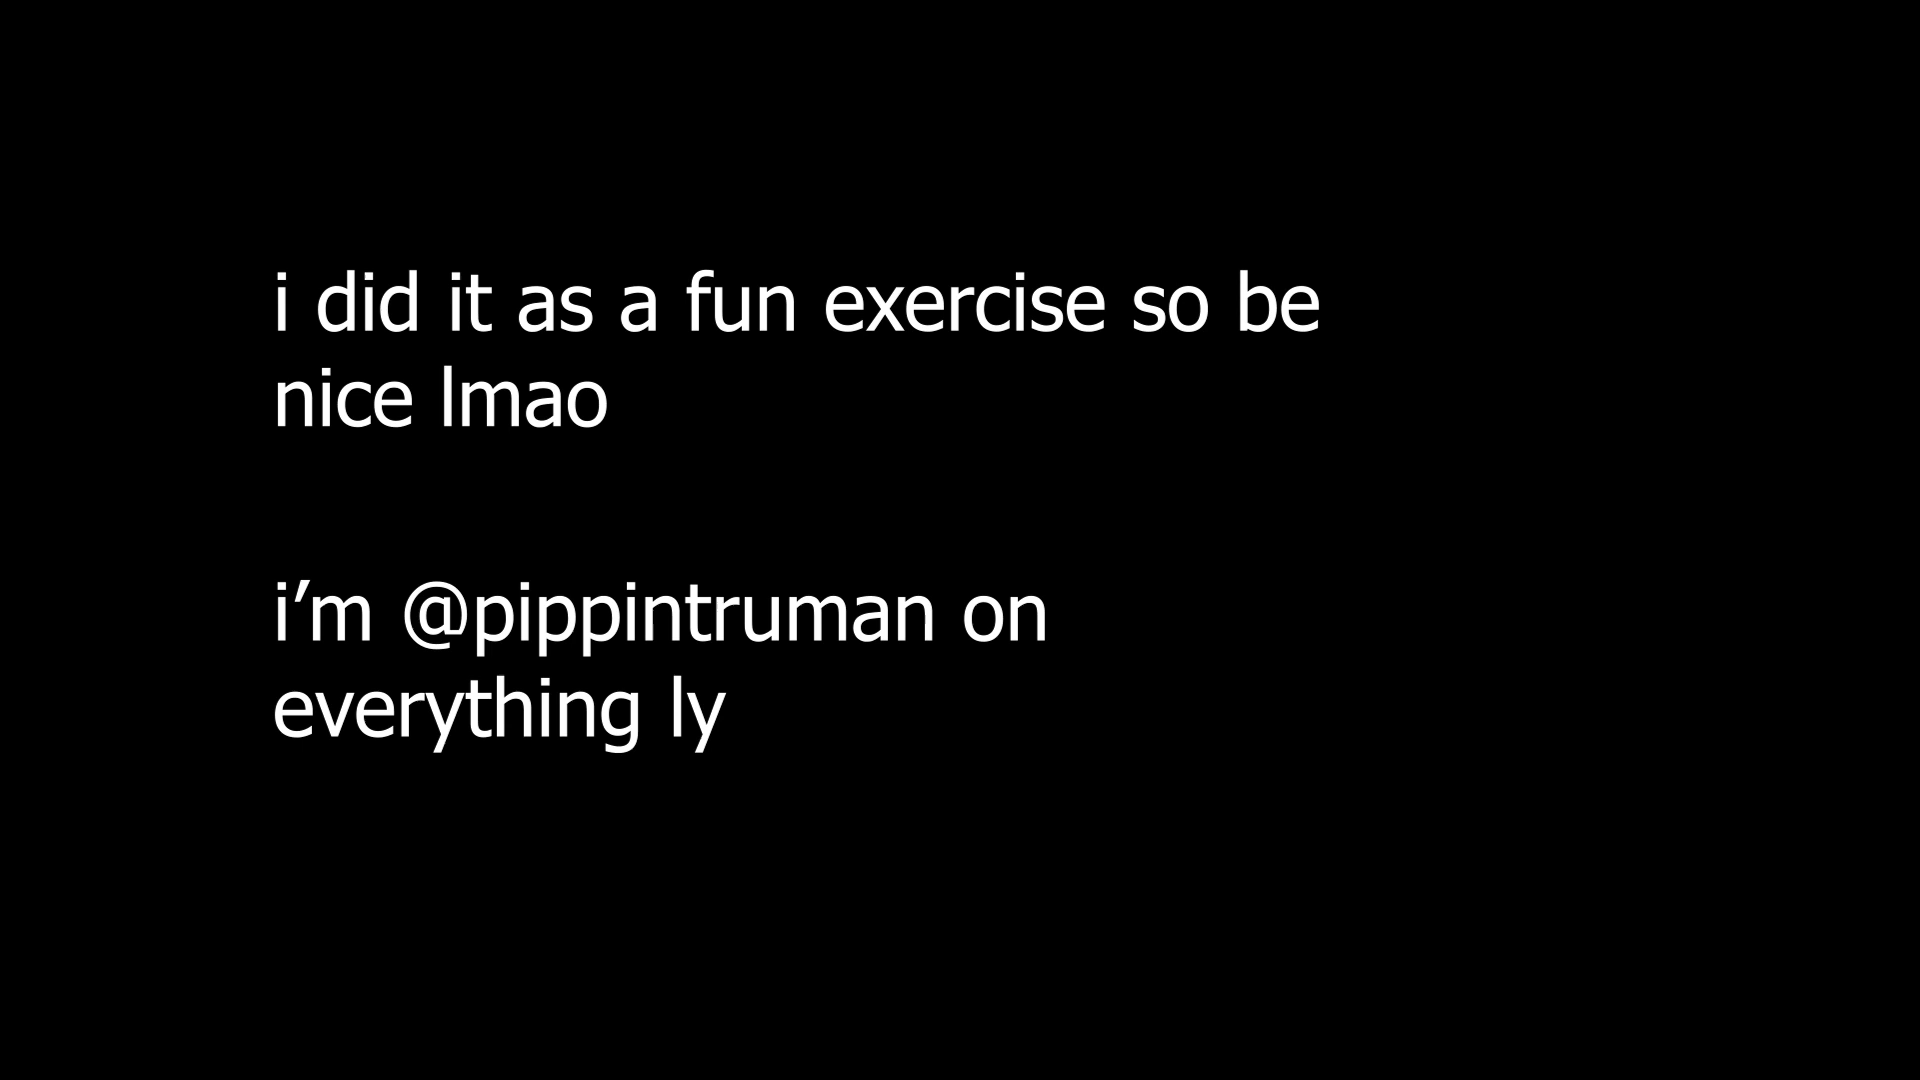 i did it as a fun exercise so be
nice lmao
i’m @pippintruman on
everything ly